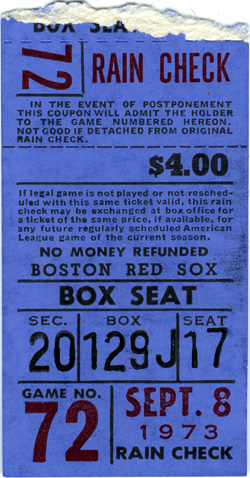 BOX SEAT
72
RAIN CHECK
IN THE EVENT OF POSTPONEMENT
THIS COUPON WILL ADMIT THE HOLDER
TO THE GAME NUMBERED HEREON.
NOT GOOD IF DETACHED FROM ORIGINAL
RAIN CHECK.
$4.00
If legal game is not played or not resched-
uled with this same ticket valid, this rain
check may be exchanged at box office for
a ticket of the same price, if available, for
any future regularly scheduled American
League game of the current season.
NO MONEY REFUNDED
BOSTON RED SOX
BOX SEAT
SEC. BOX SEAT
20 129J 17
GAME NO.
72
SEPT. 8
1973
RAIN CHECK